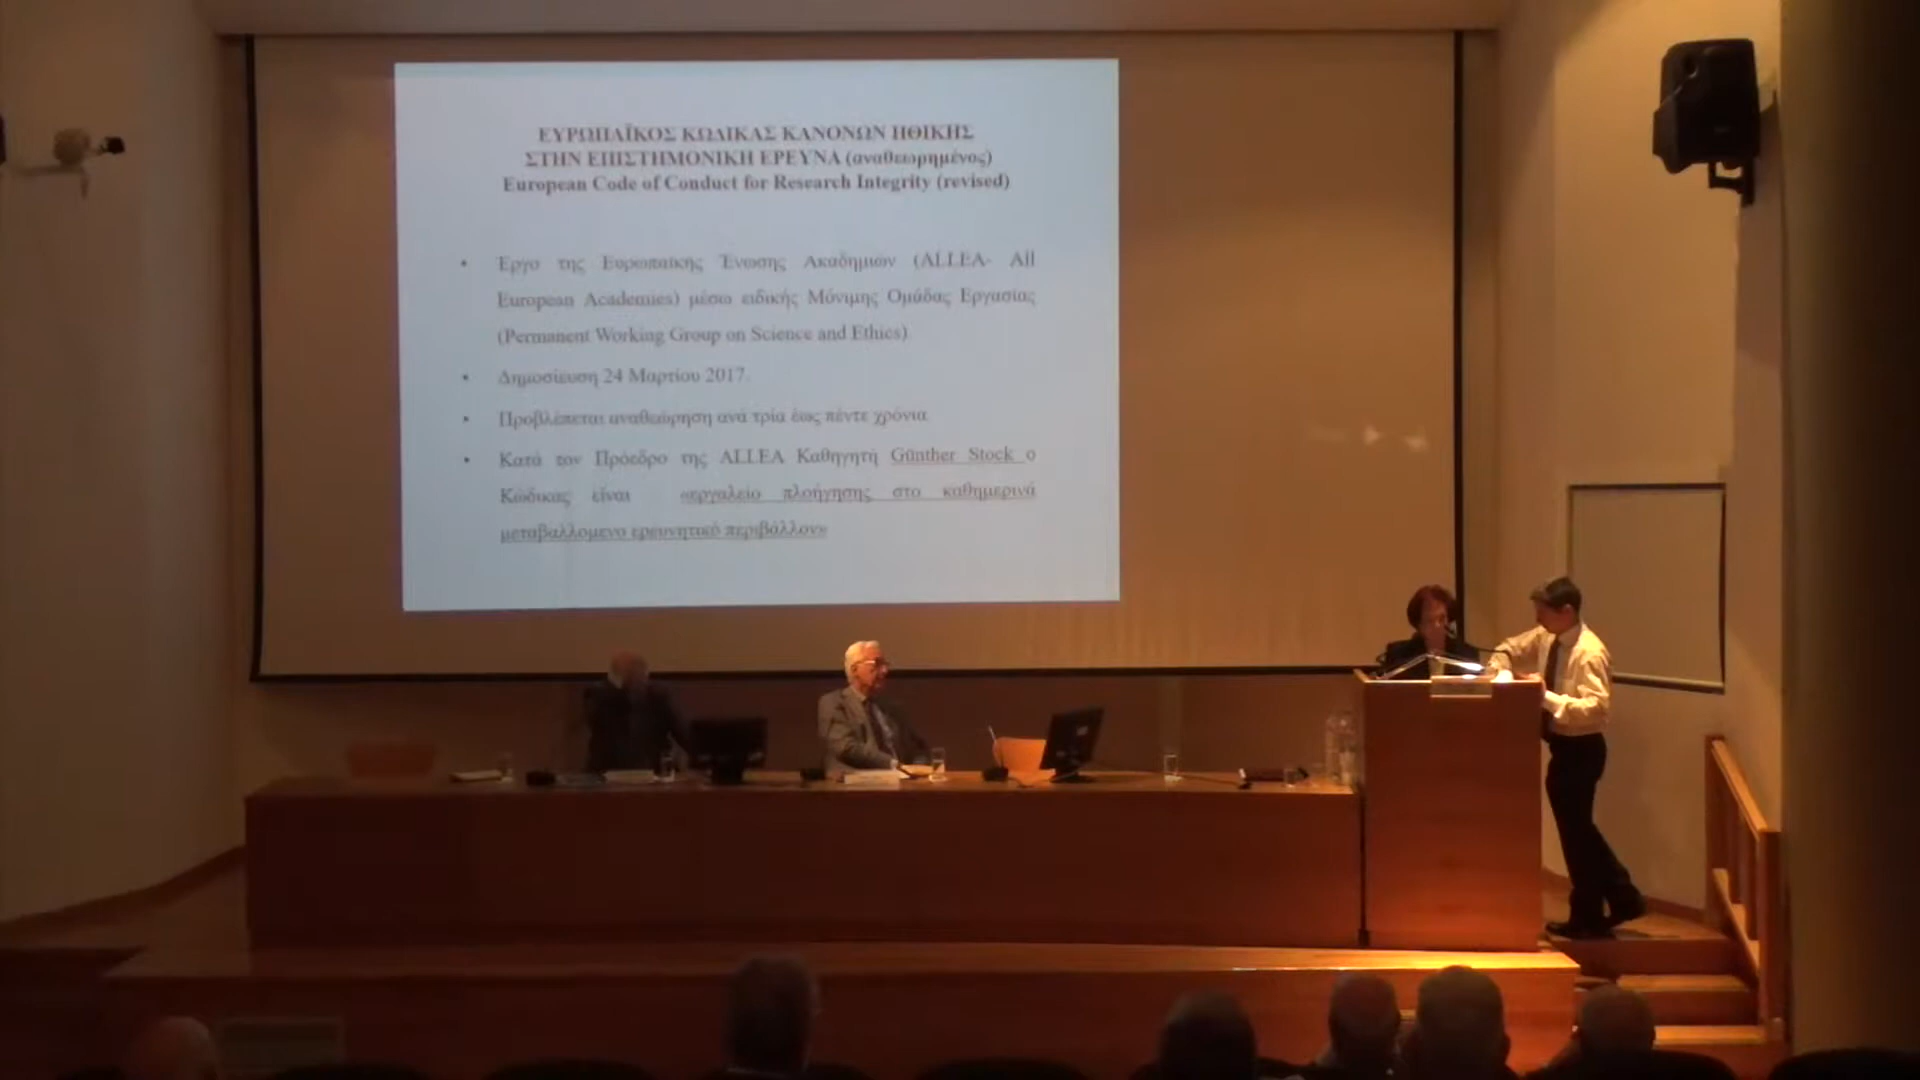 ΕΥΡΩΠΑΪΚΟΣ ΚΩΔΙΚΑΣ ΚΑΝΟΝΩΝ ΗΘΙΚΗΣ
ΣΤΗΝ ΕΠΙΣΤΗΜΟΝΙΚΗ ΕΡΕΥΝΑ (αναθεωρημένος)
European Code of Conduct for Research Integrity (revised)
• Έργο της Ευρωπαϊκής Ένωσης Ακαδημιών (ALLEA- All
European Academies) μέσω ειδικής Μόνιμης Ομάδας Εργασίας
(Permanent Working Group on Science and Ethics).
• Δημοσίευση 24 Μαρτίου 2017.
• Προβλέπεται αναθεώρηση ανά τρία έως πέντε χρόνια.
• Κατά τον Πρόεδρο της ALLEA Καθηγητή Günther Stock ο
Κώδικας είναι «εργαλείο πλοήγησης στο καθημερινά
μεταβαλλόμενο ερευνητικό περιβάλλον»